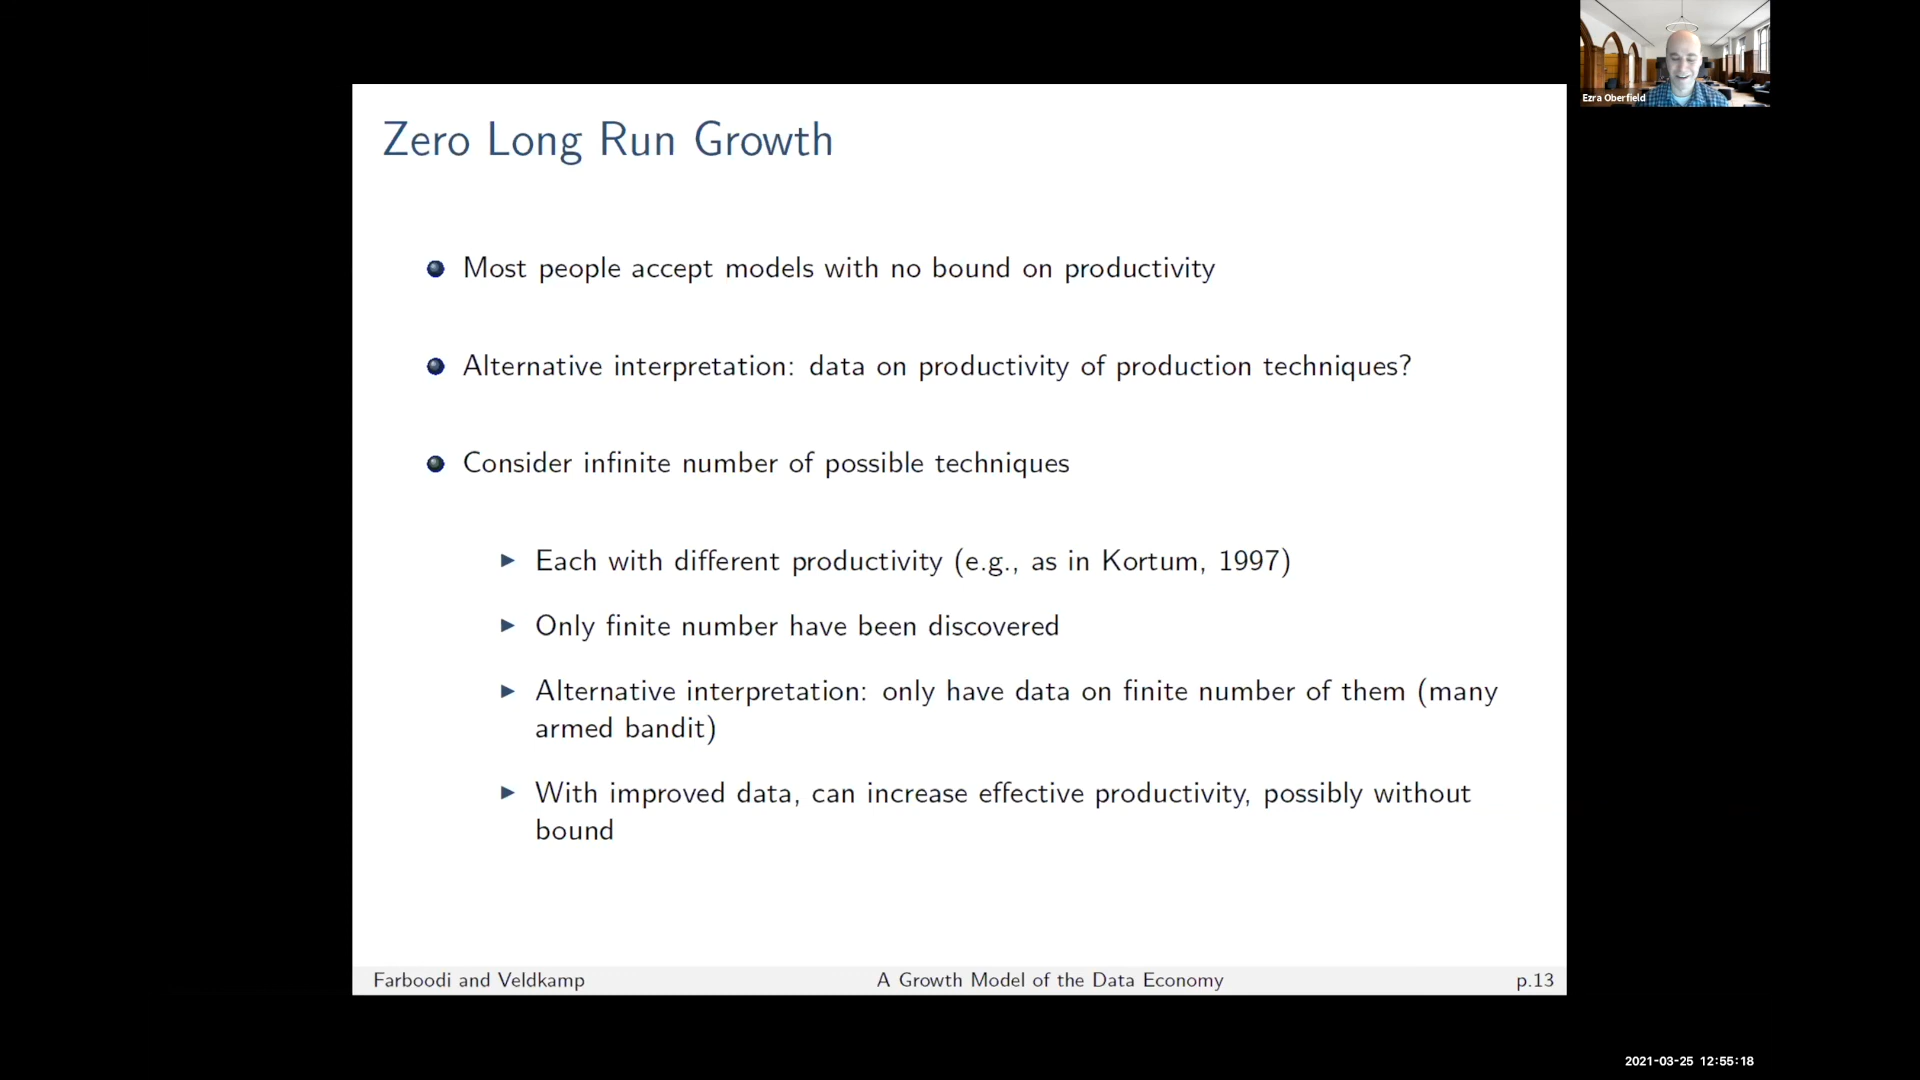 Ezra Oberfield
Zero Long Run Growth
Most people accept models with no bound on productivity
Alternative interpretation: data on productivity of production techniques?
Consider infinite number of possible techniques
Each with different productivity (e.g., as in Kortum, 1997)
Only finite number have been discovered
Alternative interpretation: only have data on finite number of them (many
armed bandit)
With improved data, can increase effective productivity, possibly without
bound
Farboodi and Veldkamp
A Growth Model of the Data Economy
p.13
2021-03-25 12:55:18